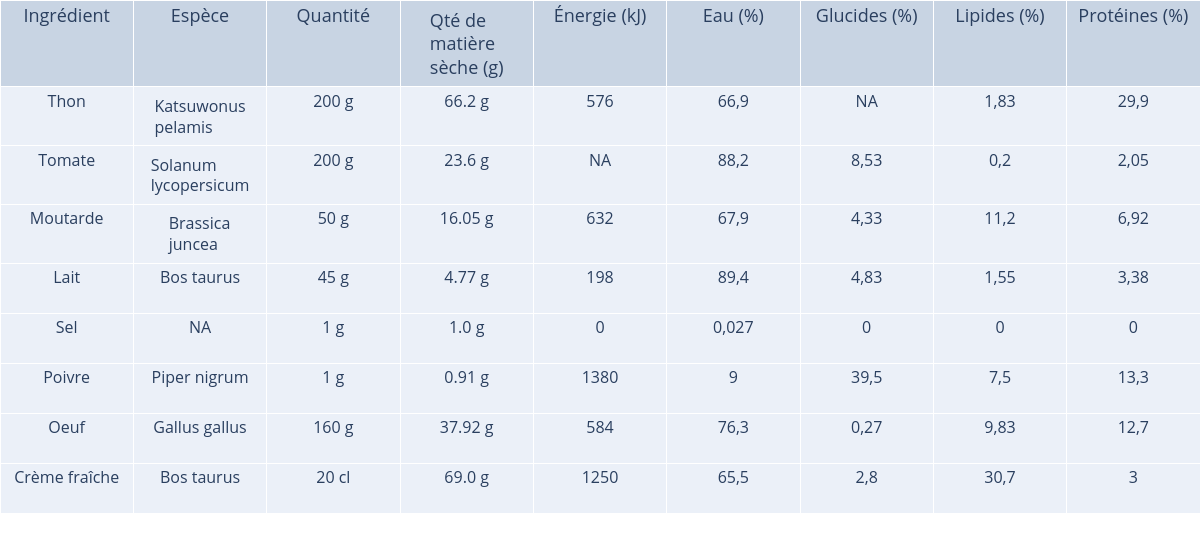 Ingrédient Espèce Quantité Qté de matière sèche (g) Énergie (kJ) Eau (%) Glucides (%) Lipides (%) Protéines (%)
Thon Katsuwonus pelamis 200 g 66.2 g 576 66,9 NA 1,83 29,9
Tomate Solanum lycopersicum 200 g 23.6 g NA 88,2 8,53 0,2 2,05
Moutarde Brassica juncea 50 g 16.05 g 632 67,9 4,33 11,2 6,92
Lait Bos taurus 45 g 4.77 g 198 89,4 4,83 1,55 3,38
Sel NA 1 g 1.0 g 0 0,027 0 0 0
Poivre Piper nigrum 1 g 0.91 g 1380 9 39,5 7,5 13,3
Oeuf Gallus gallus 160 g 37.92 g 584 76,3 0,27 9,83 12,7
Crème fraîche Bos taurus 20 cl 69.0 g 1250 65,5 2,8 30,7 3